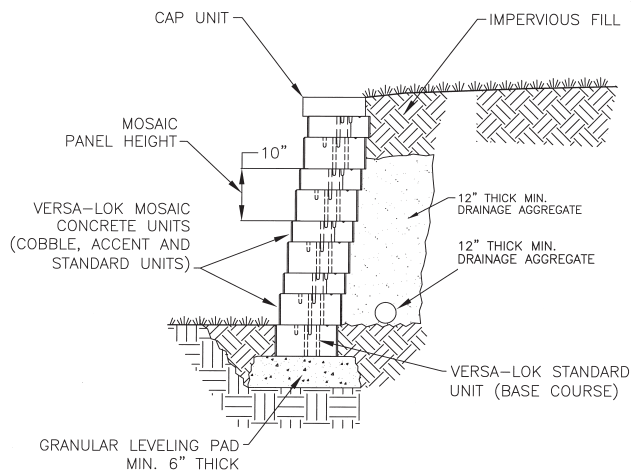 CAP UNIT
IMPERVIOUS FILL
MOSAIC
PANEL HEIGHT
10"
VERSA-LOK MOSAIC
CONCRETE UNITS
(COBBLE, ACCENT AND
STANDARD UNITS)
12" THICK MIN.
DRAINAGE AGGREGATE
12" THICK MIN.
DRAINAGE AGGREGATE
VERSA-LOK STANDARD
UNIT (BASE COURSE)
GRANULAR LEVELING PAD
MIN. 6" THICK